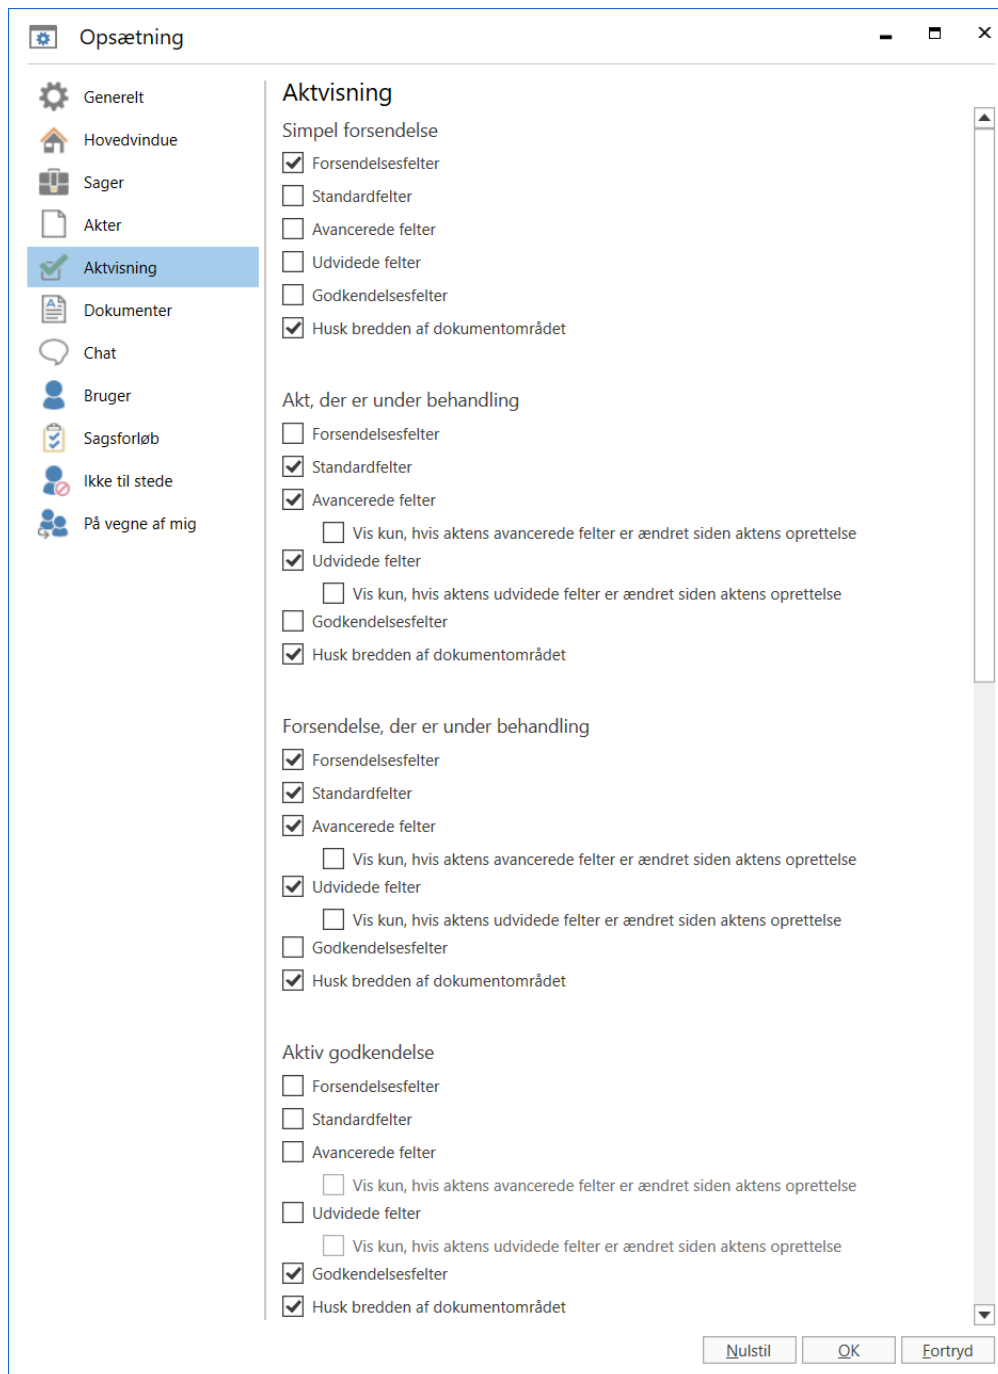 Opsætning
Generelt
Hovedvindue
Sager
Akter
Aktvisning
Dokumenter
Chat
Bruger
Sagsforløb
Ikke til stede
På vegne af mig
Aktvisning
Simpel forsendelse
Forsendelsesfelter
Standardfelter
Avancerede felter
Udvidede felter
Godkendelsesfelter
Husk bredden af dokumentområdet
Akt, der er under behandling
Forsendelsesfelter
Standardfelter
Avancerede felter
Vis kun, hvis aktens avancerede felter er ændret siden aktens oprettelse
Udvidede felter
Vis kun, hvis aktens udvidede felter er ændret siden aktens oprettelse
Godkendelsesfelter
Husk bredden af dokumentområdet
Forsendelse, der er under behandling
Forsendelsesfelter
Standardfelter
Avancerede felter
Vis kun, hvis aktens avancerede felter er ændret siden aktens oprettelse
Udvidede felter
Vis kun, hvis aktens udvidede felter er ændret siden aktens oprettelse
Godkendelsesfelter
Husk bredden af dokumentområdet
Aktiv godkendelse
Forsendelsesfelter
Standardfelter
Avancerede felter
Vis kun, hvis aktens avancerede felter er ændret siden aktens oprettelse
Udvidede felter
Vis kun, hvis aktens udvidede felter er ændret siden aktens oprettelse
Godkendelsesfelter
Husk bredden af dokumentområdet
Nulstil
OK
Fortryd